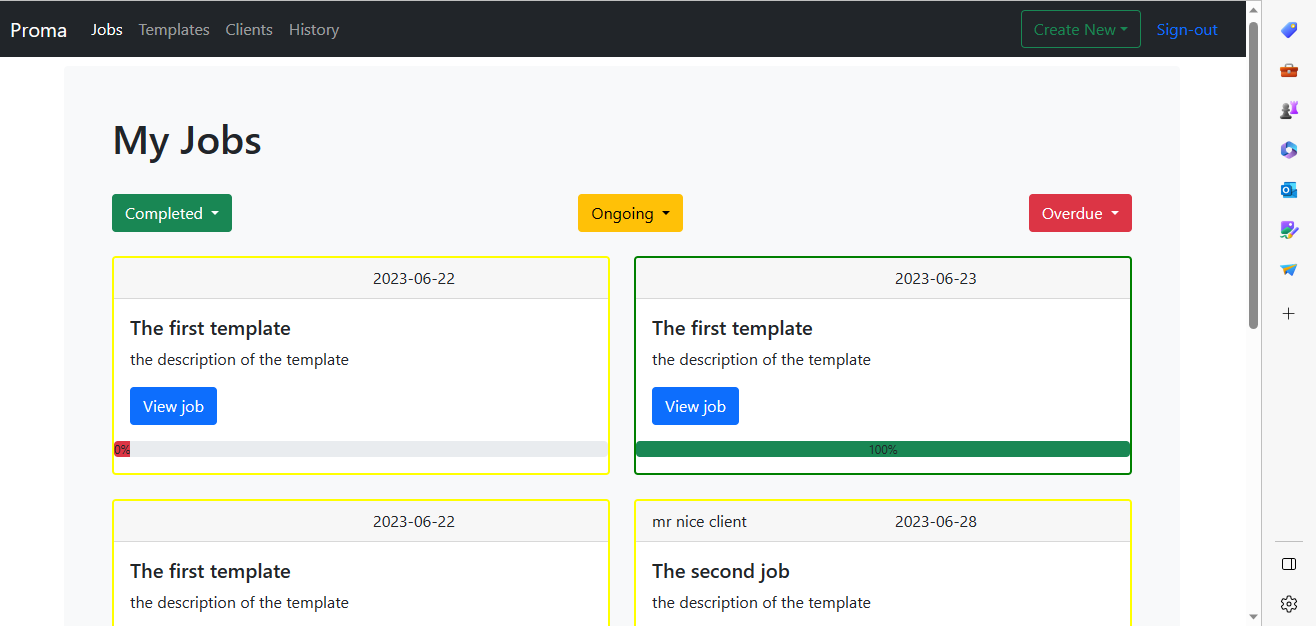 Proma Jobs Templates Clients History Create New Sign-out
My Jobs
Completed Ongoing Overdue
2023-06-22
The first template
the description of the template
View job
0%
2023-06-23
The first template
the description of the template
View job
100%
2023-06-22
The first template
the description of the template
mr nice client 2023-06-28
The second job
the description of the template